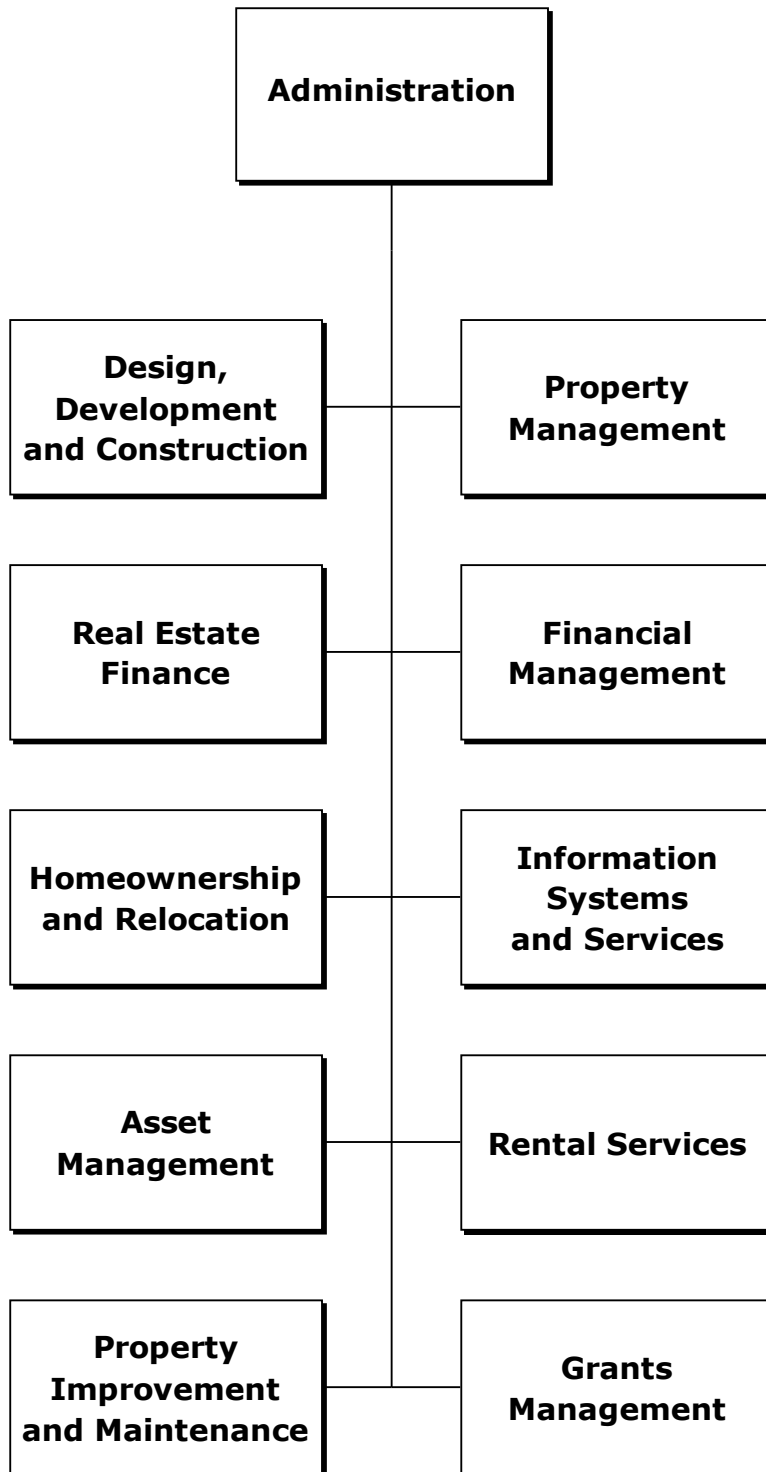 Administration
Design,
Development
and Construction
Property
Management
Real Estate
Finance
Financial
Management
Homeownership
and Relocation
Information
Systems
and Services
Asset
Management
Rental Services
Property
Improvement
and Maintenance
Grants
Management